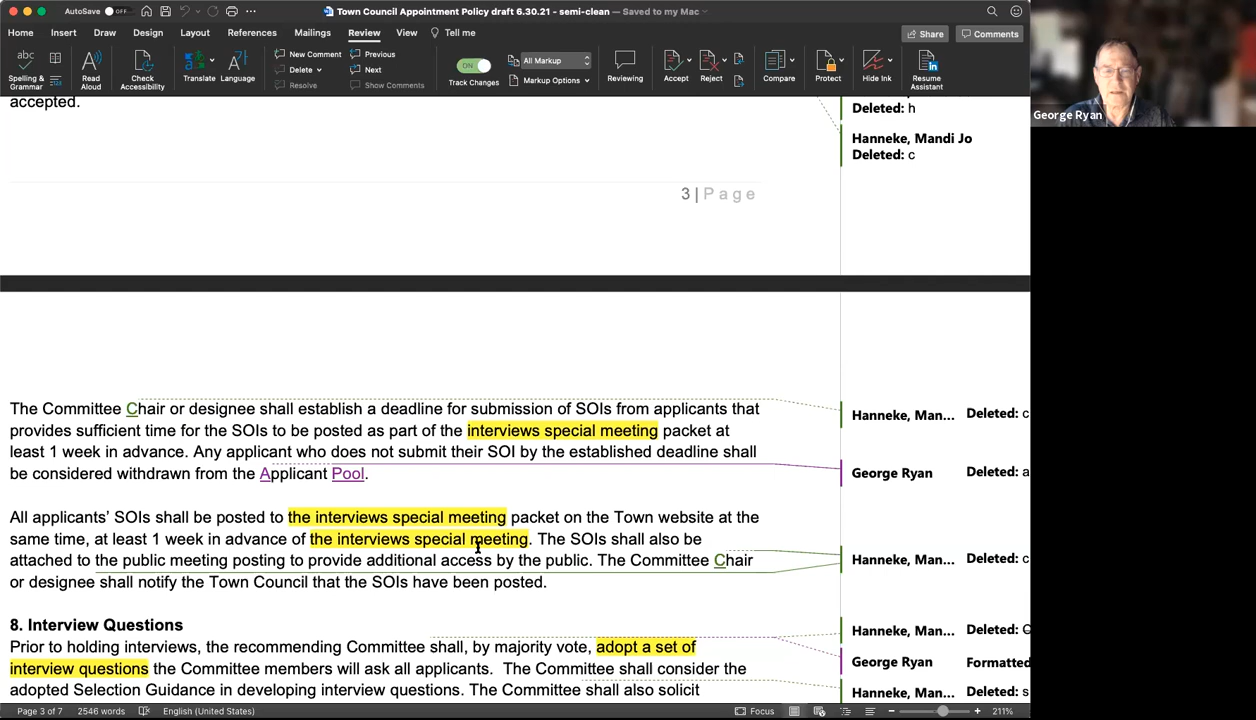 AutoSave OFF Town Council Appointment Policy draft 6.30.21 - semi-clean — Saved to my Mac
Home Insert Draw Design Layout References Mailings Review View Tell me Share Comments
abc Spelling & Grammar
Read Aloud
Check Accessibility
Translate
Language
New Comment
Delete
Resolve
Previous
Next
Show Comments
ON
Track Changes
All Markup
Markup Options
Reviewing
Accept
Reject
Compare
Protect
Hide Ink
Resume Assistant
George Ryan
accepted.
Deleted: h
Hanneke, Mandi Jo
Deleted: c
3 | Page
The Committee Chair or designee shall establish a deadline for submission of SOIs from applicants that
provides sufficient time for the SOIs to be posted as part of the interviews special meeting packet at
least 1 week in advance. Any applicant who does not submit their SOI by the established deadline shall
be considered withdrawn from the Applicant Pool.
Hanneke, Man... Deleted: c
George Ryan Deleted: a
All applicants’ SOIs shall be posted to the interviews special meeting packet on the Town website at the
same time, at least 1 week in advance of the interviews special meeting. The SOIs shall also be
attached to the public meeting posting to provide additional access by the public. The Committee Chair
or designee shall notify the Town Council that the SOIs have been posted.
Hanneke, Man... Deleted: c
8. Interview Questions
Prior to holding interviews, the recommending Committee shall, by majority vote, adopt a set of
interview questions the Committee members will ask all applicants. The Committee shall consider the
adopted Selection Guidance in developing interview questions. The Committee shall also solicit
Hanneke, Man... Deleted:
George Ryan Formatted
Hanneke, Man... Deleted: s
Page 3 of 7 2546 words English (United States) Focus 211%